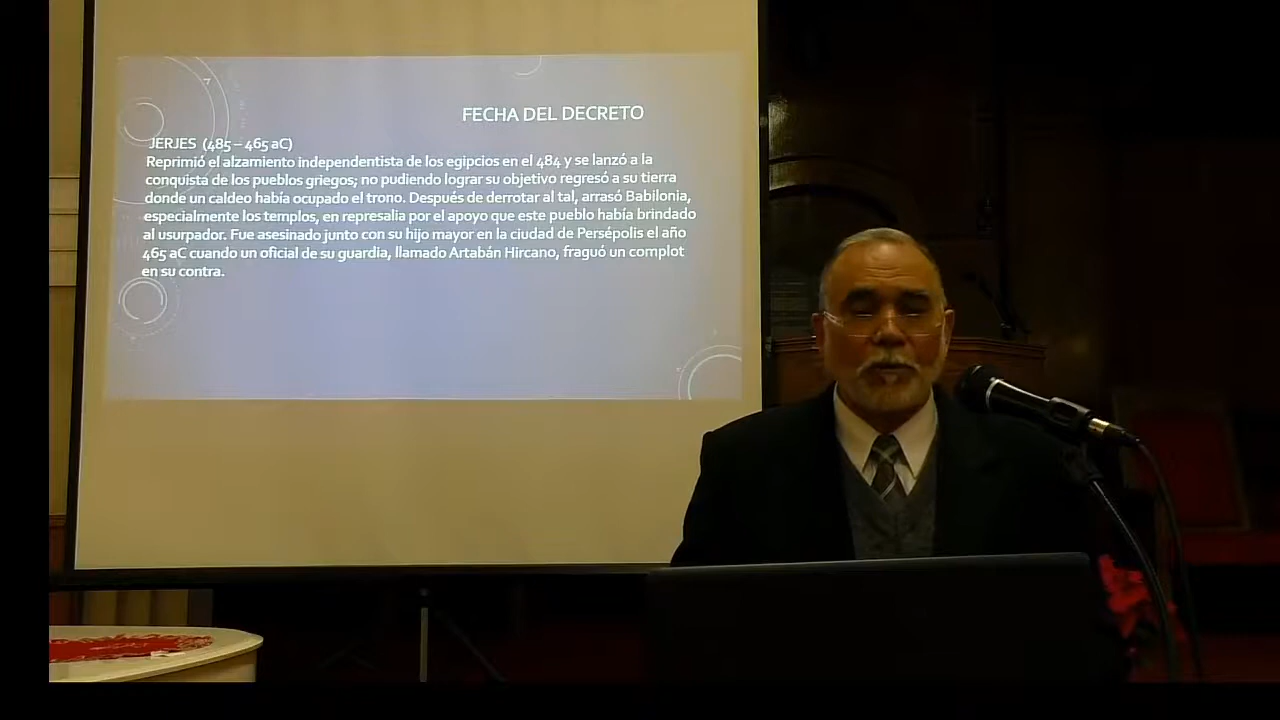 FECHA DEL DECRETO
JERJES (485 – 465 aC)
Reprimió el alzamiento independentista de los egipcios en el 484 y se lanzó a la
conquista de los pueblos griegos; no pudiendo lograr su objetivo regresó a su tierra
donde un caldeo había ocupado el trono. Después de derrotar al tal, arrasó Babilonia,
especialmente los templos, en represalia por el apoyo que este pueblo había brindado
al usurpador. Fue asesinado junto con su hijo mayor en la ciudad de Persépolis el año
465 aC cuando un oficial de su guardia, llamado Artabán Hircano, fraguó un complot
en su contra.